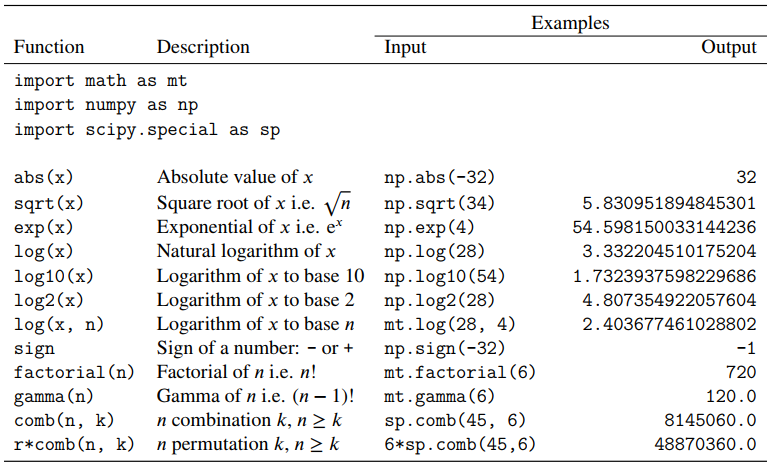 Examples
Function Description Input Output
import math as mt
import numpy as np
import scipy.special as sp
abs(x) Absolute value of x np.abs(-32) 32
sqrt(x) Square root of x i.e. √n np.sqrt(34) 5.830951894845301
exp(x) Exponential of x i.e. eˣ np.exp(4) 54.598150033144236
log(x) Natural logarithm of x np.log(28) 3.332204510175204
log10(x) Logarithm of x to base 10 np.log10(54) 1.7323937598229686
log2(x) Logarithm of x to base 2 np.log2(28) 4.807354922057604
log(x, n) Logarithm of x to base n mt.log(28, 4) 2.403677461028802
sign Sign of a number: - or + np.sign(-32) -1
factorial(n) Factorial of n i.e. n! mt.factorial(6) 720
gamma(n) Gamma of n i.e. (n − 1)! mt.gamma(6) 120.0
comb(n, k) n combination k, n ≥ k sp.comb(45, 6) 8145060.0
r*comb(n, k) n permutation k, n ≥ k 6*sp.comb(45,6) 48870360.0